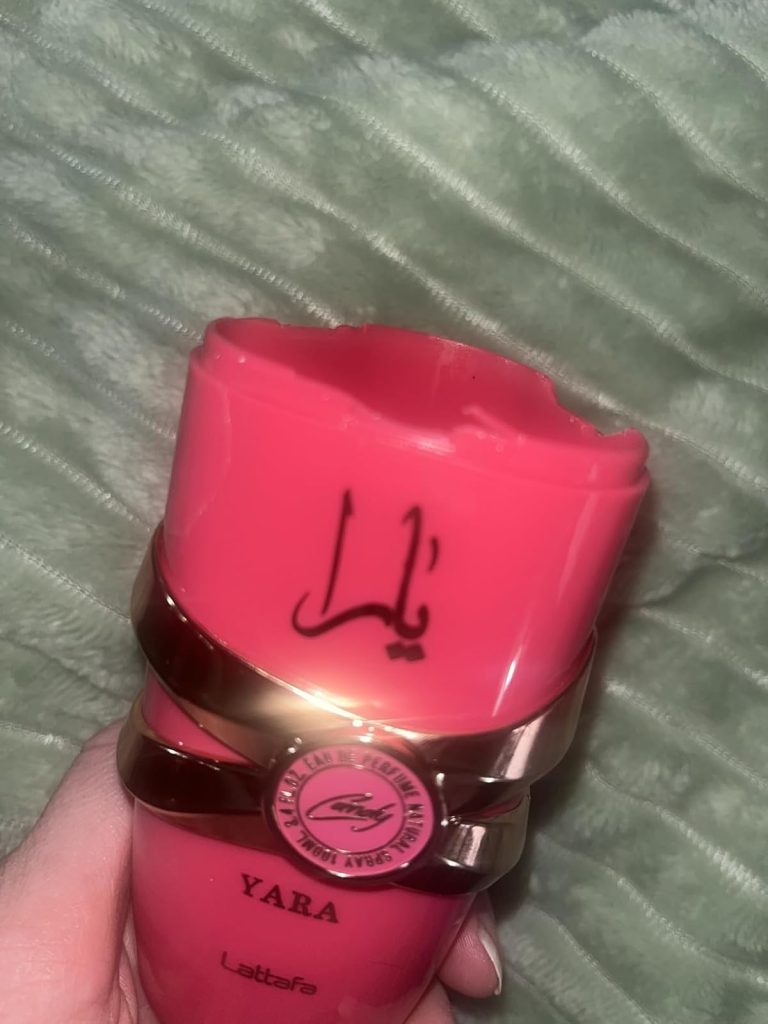 يارا
EAU DE PERFUME NATURAL SPRAY 100ML. 3.4 FL.OZ.
Candy
YARA
Lattafa